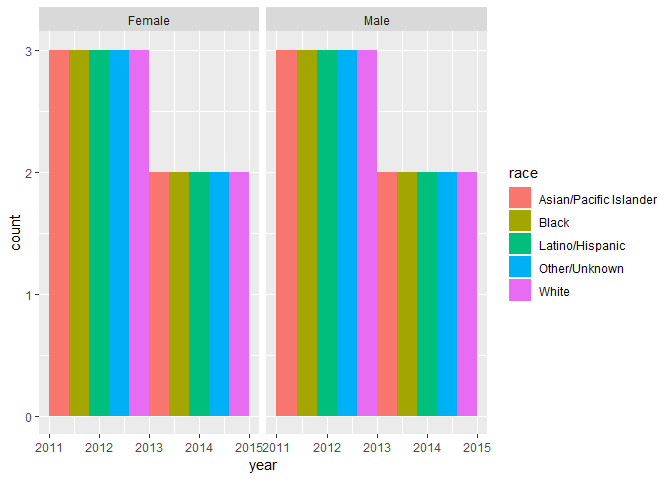 Female
Male
3
2
1
0
count
2011 2012 2013 2014 2015 2011 2012 2013 2014 2015
year
race
Asian/Pacific Islander
Black
Latino/Hispanic
Other/Unknown
White